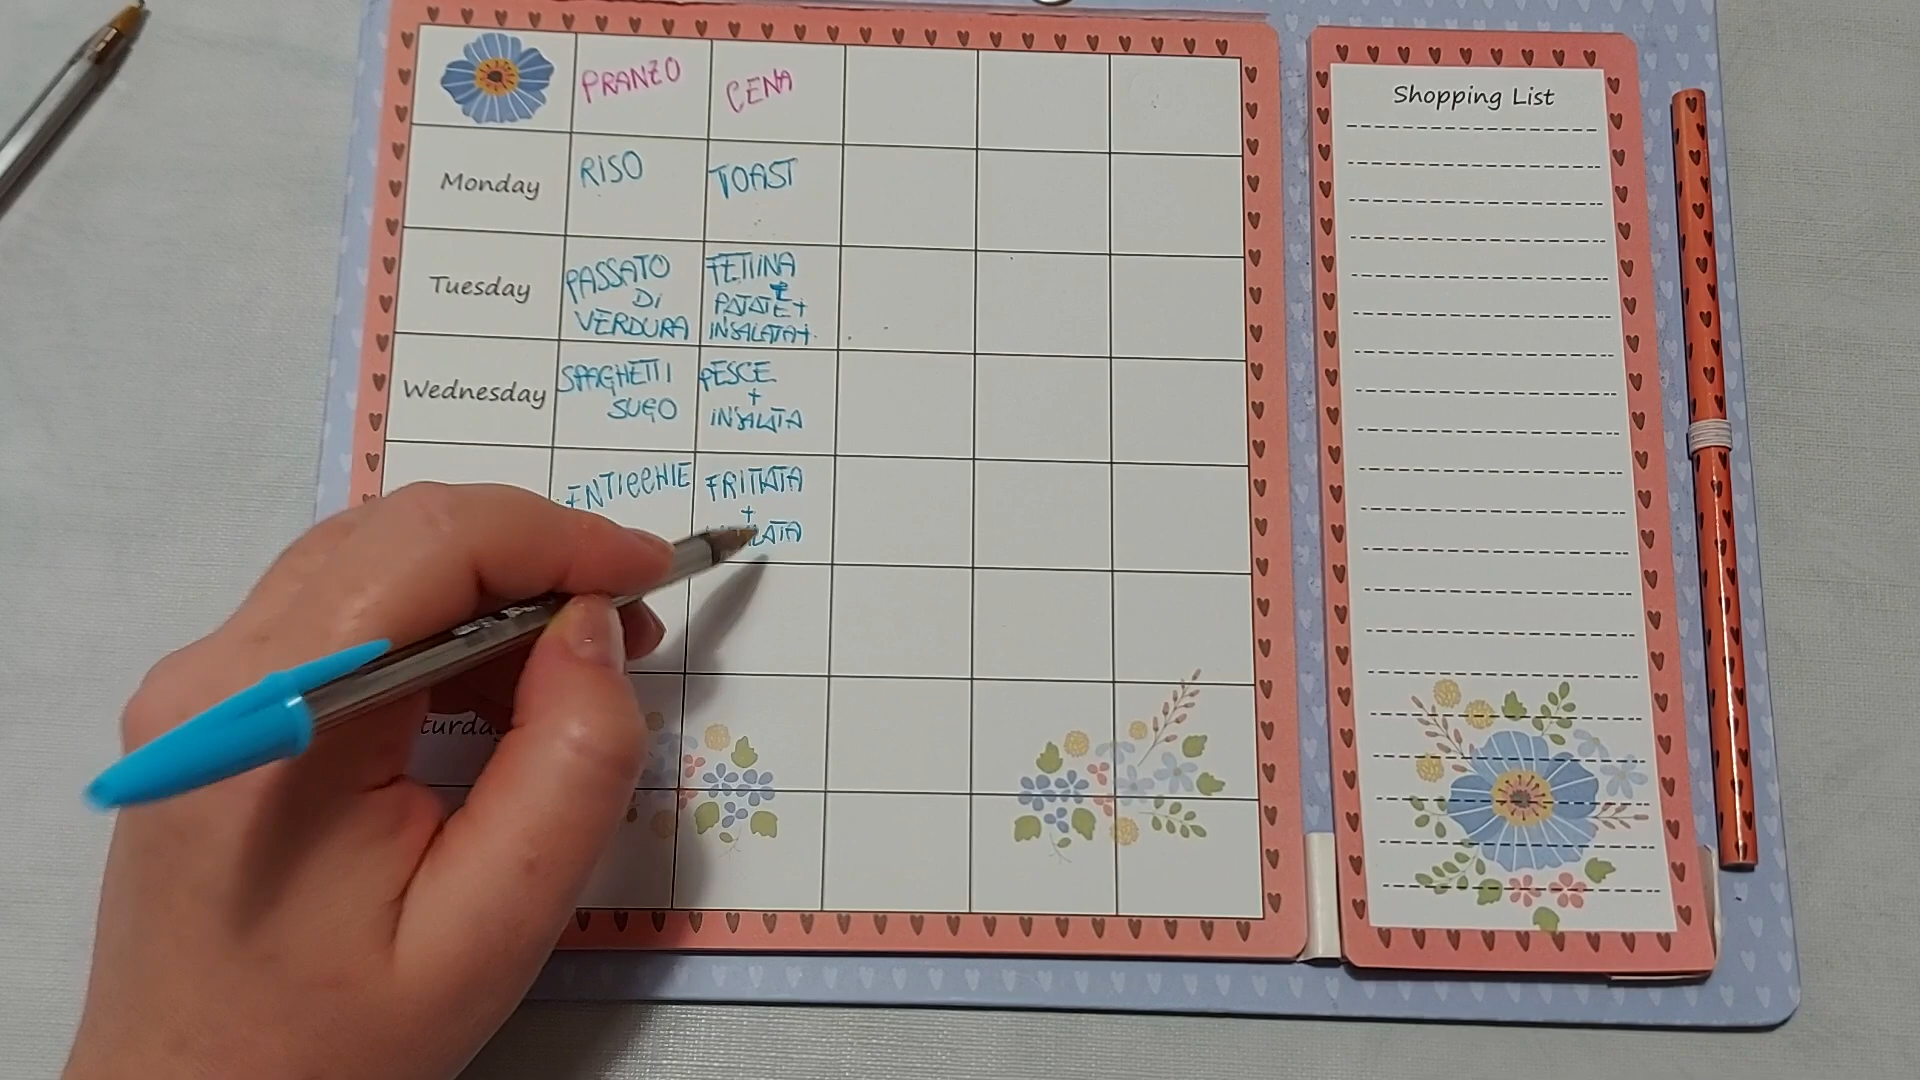 PRANZO CENA
Shopping List
Monday RISO TOAST
Tuesday PASSATO DI VERDURA
FETTINA E PATATE + INSALATA +
Wednesday SPAGHETTI SUGO
PESCE + INSALATA
FRITTATA +